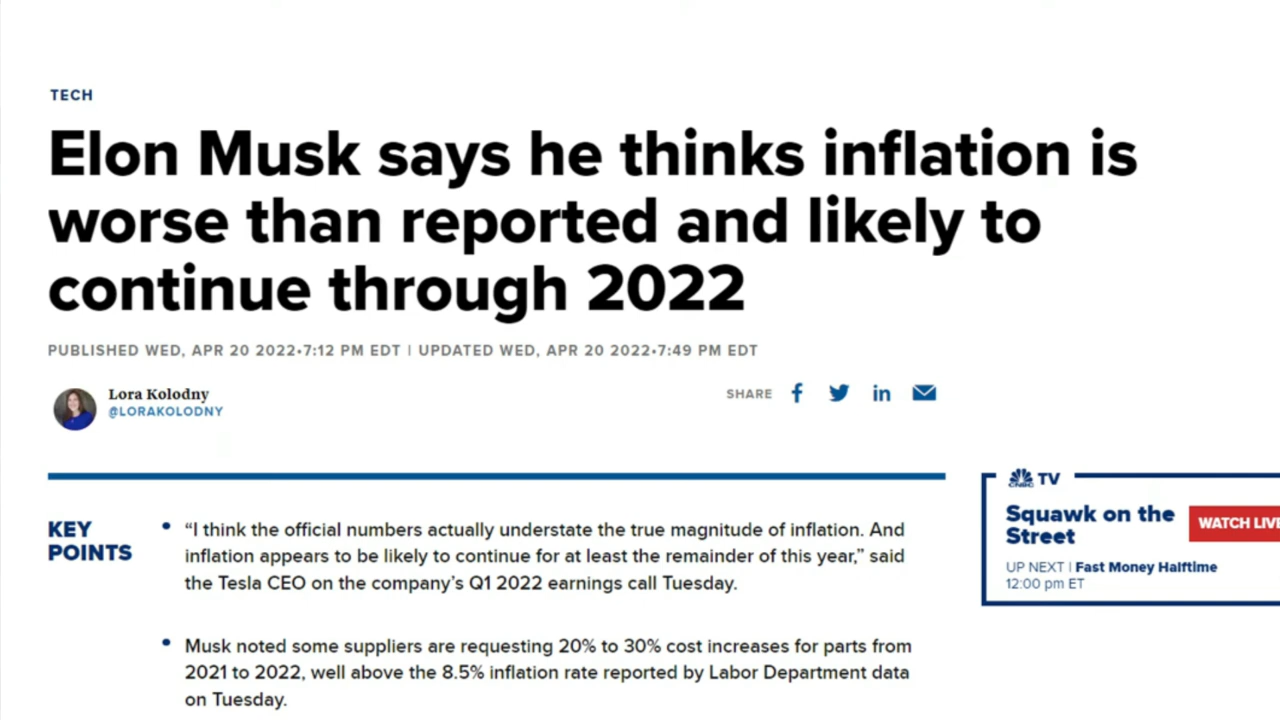 TECH
Elon Musk says he thinks inflation is
worse than reported and likely to
continue through 2022
PUBLISHED WED, APR 20 2022•7:12 PM EDT | UPDATED WED, APR 20 2022•7:49 PM EDT
Lora Kolodny
@LORAKOLODNY
SHARE
KEY
POINTS
• “I think the official numbers actually understate the true magnitude of inflation. And
inflation appears to be likely to continue for at least the remainder of this year,” said
the Tesla CEO on the company’s Q1 2022 earnings call Tuesday.
• Musk noted some suppliers are requesting 20% to 30% cost increases for parts from
2021 to 2022, well above the 8.5% inflation rate reported by Labor Department data
on Tuesday.
CNBC TV
Squawk on the
Street
WATCH LIVE
UP NEXT | Fast Money Halftime
12:00 pm ET